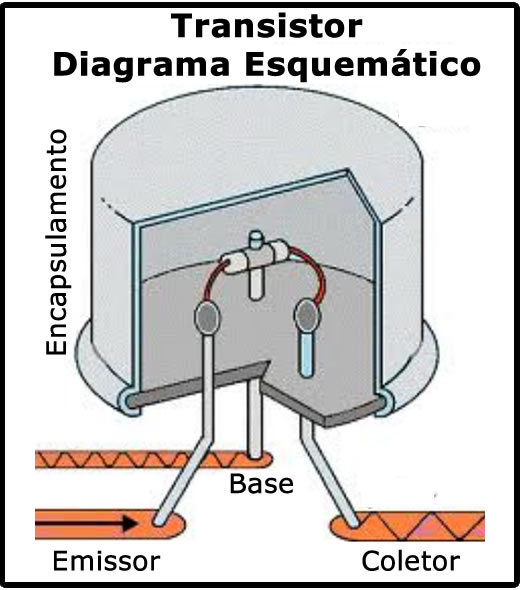 Transistor
Diagrama Esquemático
Encapsulamento
Base
Emissor
Coletor